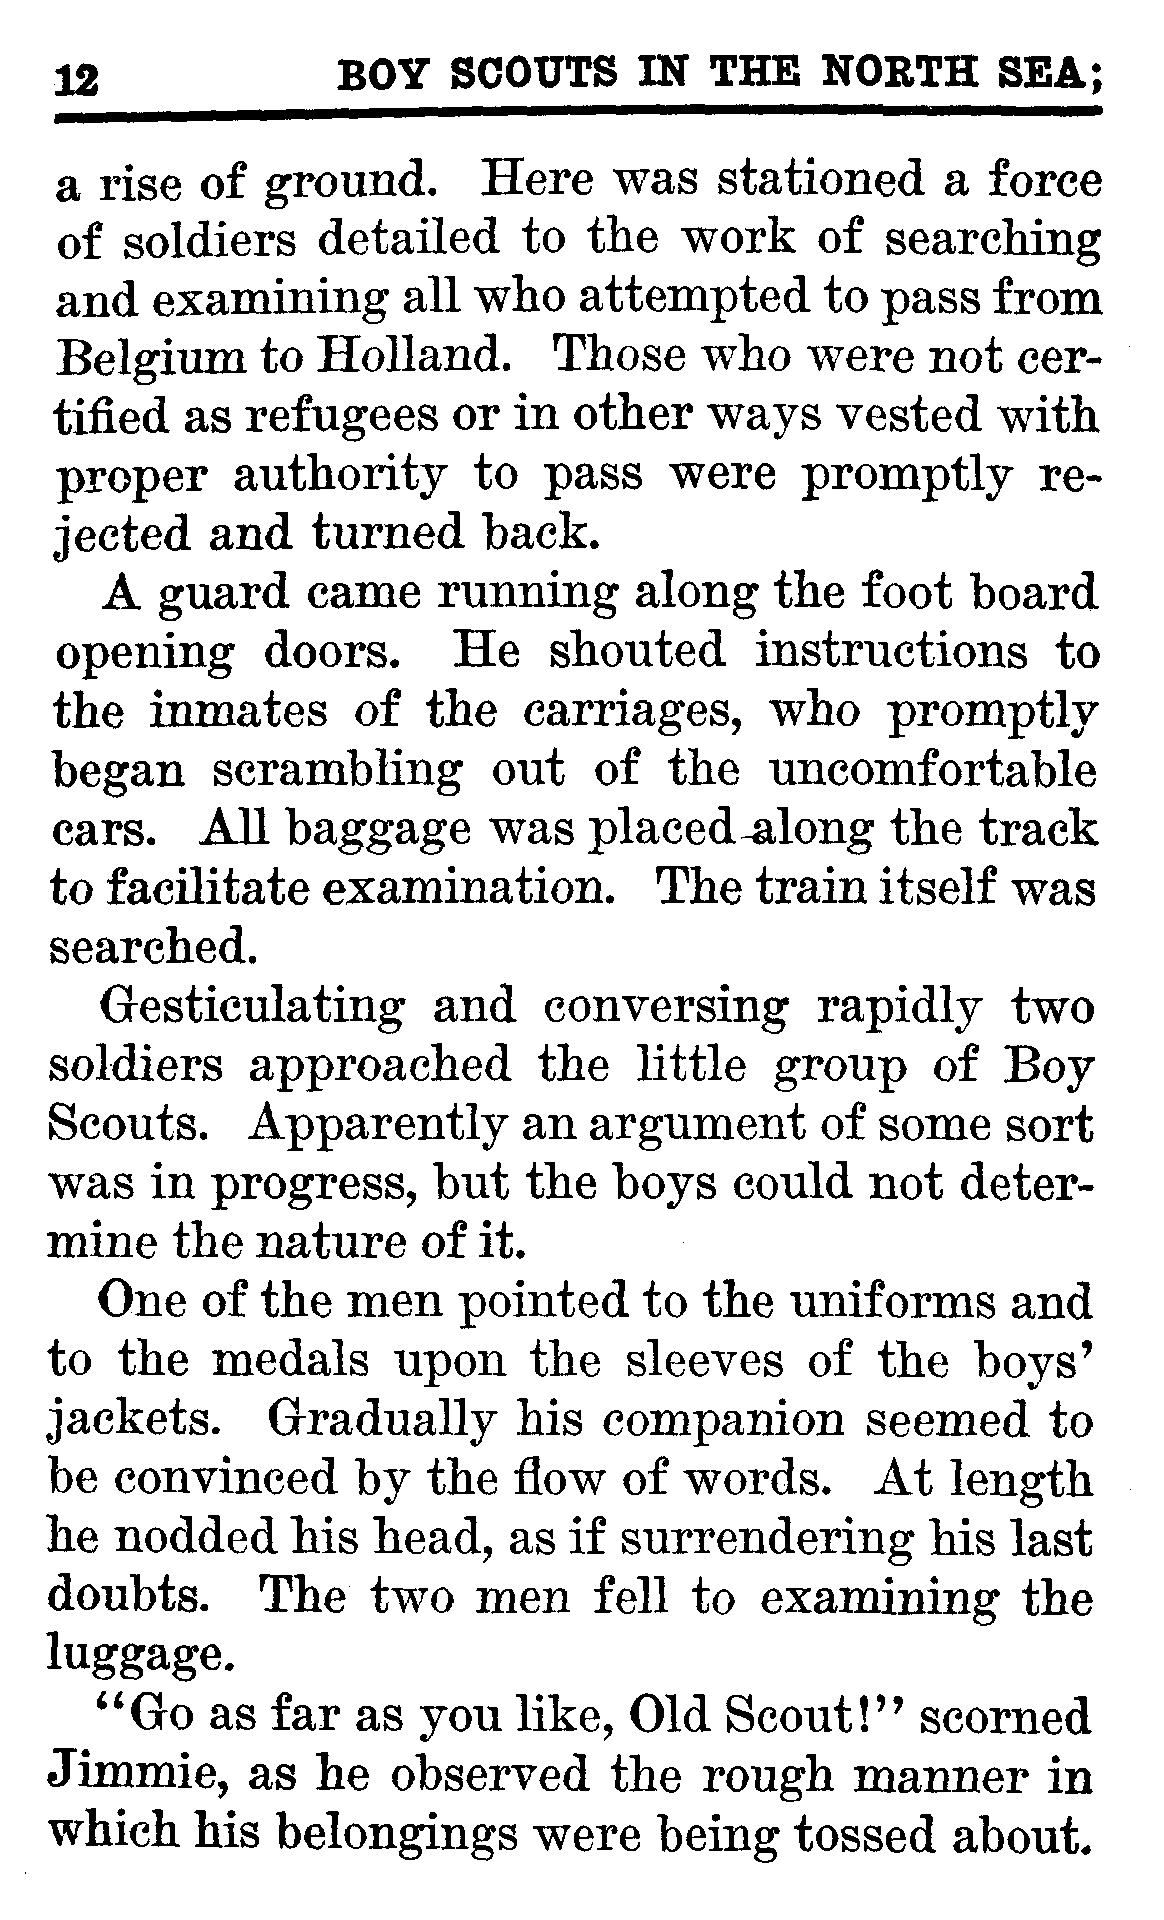 12 BOY SCOUTS IN THE NORTH SEA;
a rise of ground. Here was stationed a force
of soldiers detailed to the work of searching
and examining all who attempted to pass from
Belgium to Holland. Those who were not cer-
tified as refugees or in other ways vested with
proper authority to pass were promptly re-
jected and turned back.
A guard came running along the foot board
opening doors. He shouted instructions to
the inmates of the carriages, who promptly
began scrambling out of the uncomfortable
cars. All baggage was placed along the track
to facilitate examination. The train itself was
searched.
Gesticulating and conversing rapidly two
soldiers approached the little group of Boy
Scouts. Apparently an argument of some sort
was in progress, but the boys could not deter-
mine the nature of it.
One of the men pointed to the uniforms and
to the medals upon the sleeves of the boys'
jackets. Gradually his companion seemed to
be convinced by the flow of words. At length
he nodded his head, as if surrendering his last
doubts. The two men fell to examining the
luggage.
"Go as far as you like, Old Scout!" scorned
Jimmie, as he observed the rough manner in
which his belongings were being tossed about.